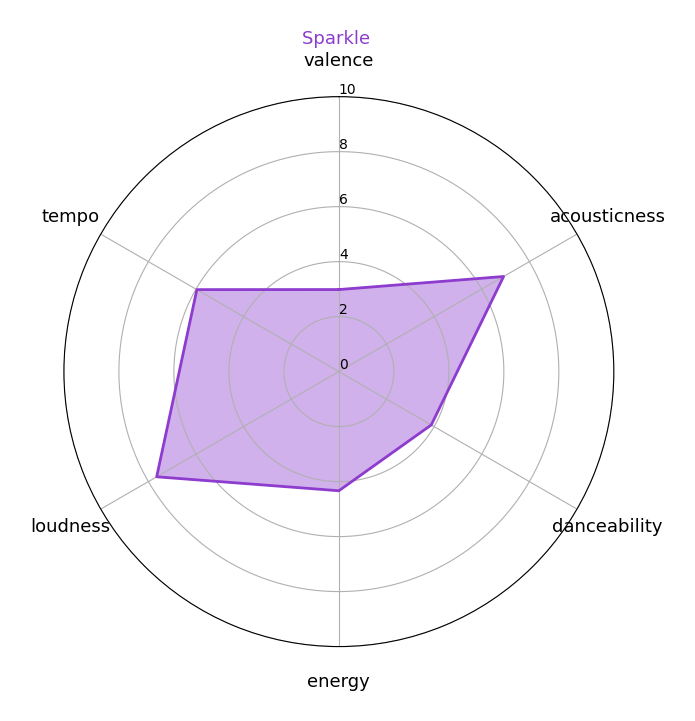 Sparkle
valence
10
8
tempo
acousticness
6
4
2
0
loudness
danceability
energy